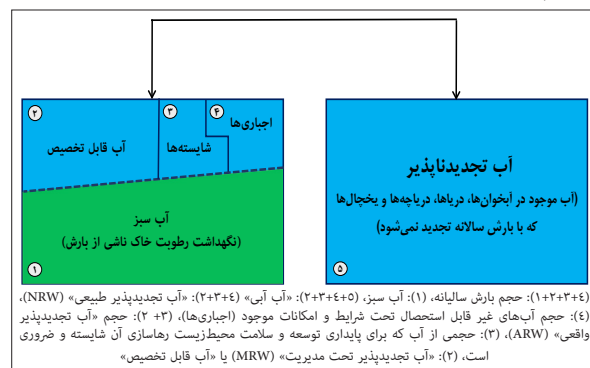 ۲
۳
۴
اجباری‌ها
آب قابل تخصیص
شایسته‌ها
آب سبز
(نگهداشت رطوبت خاک ناشی از بارش)
۱
آب تجدیدناپذیر
(آب موجود در آبخوان‌ها، دریاها، دریاچه‌ها و یخچال‌ها
که با بارش سالانه تجدید نمی‌شود)
۵
(۱+۲+۳+٤): حجم بارش سالیانه، (۱): آب سبز، (۲+۳+٤+٥): «آب آبی» (۲+۳+٤): «آب تجدیدپذیر طبیعی» (NRW)،
(٤): حجم آب‌های غیر قابل استحصال تحت شرایط و امکانات موجود (اجباری‌ها)، (۳+ ۲): حجم «آب تجدیدپذیر
واقعی» (ARW)، (۳): حجمی از آب که برای پایداری توسعه و سلامت محیط‌زیست رهاسازی آن شایسته و ضروری
است، (۲): «آب تجدیدپذیر تحت مدیریت» (MRW) یا «آب قابل تخصیص»